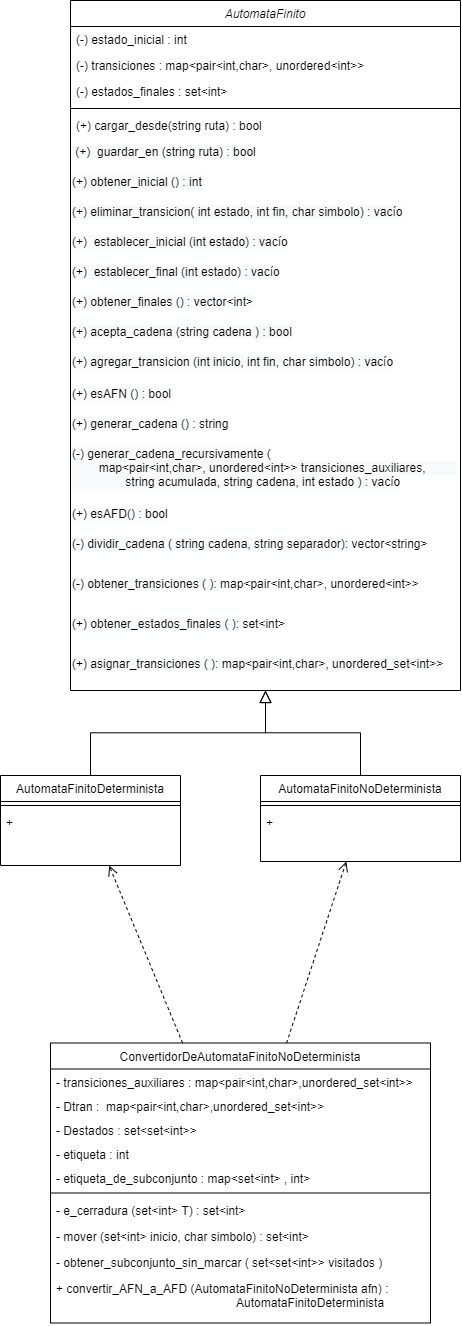 AutomataFinito
(-) estado_inicial : int
(-) transiciones : map<pair<int,char>, unordered<int>>
(-) estados_finales : set<int>
(+) cargar_desde(string ruta) : bool
(+) guardar_en (string ruta) : bool
(+) obtener_inicial () : int
(+) eliminar_transicion( int estado, int fin, char simbolo) : vacío
(+) establecer_inicial (int estado) : vacío
(+) establecer_final (int estado) : vacío
(+) obtener_finales () : vector<int>
(+) acepta_cadena (string cadena ) : bool
(+) agregar_transicion (int inicio, int fin, char simbolo) : vacío
(+) esAFN () : bool
(+) generar_cadena () : string
(-) generar_cadena_recursivamente (
map<pair<int,char>, unordered<int>> transiciones_auxiliares,
string acumulada, string cadena, int estado ) : vacío
(+) esAFD() : bool
(-) dividir_cadena ( string cadena, string separador): vector<string>
(-) obtener_transiciones ( ): map<pair<int,char>, unordered<int>>
(+) obtener_estados_finales ( ): set<int>
(+) asignar_transiciones ( ): map<pair<int,char>, unordered_set<int>>
AutomataFinitoDeterminista
+
AutomataFinitoNoDeterminista
+
ConvertidorDeAutomataFinitoNoDeterminista
- transiciones_auxiliares : map<pair<int,char>,unordered_set<int>>
- Dtran : map<pair<int,char>,unordered_set<int>>
- Destados : set<set<int>>
- etiqueta : int
- etiqueta_de_subconjunto : map<set<int> , int>
- e_cerradura (set<int> T) : set<int>
- mover (set<int> inicio, char simbolo) : set<int>
- obtener_subconjunto_sin_marcar ( set<set<int>> visitados )
+ convertir_AFN_a_AFD (AutomataFinitoNoDeterminista afn) :
AutomataFinitoDeterminista